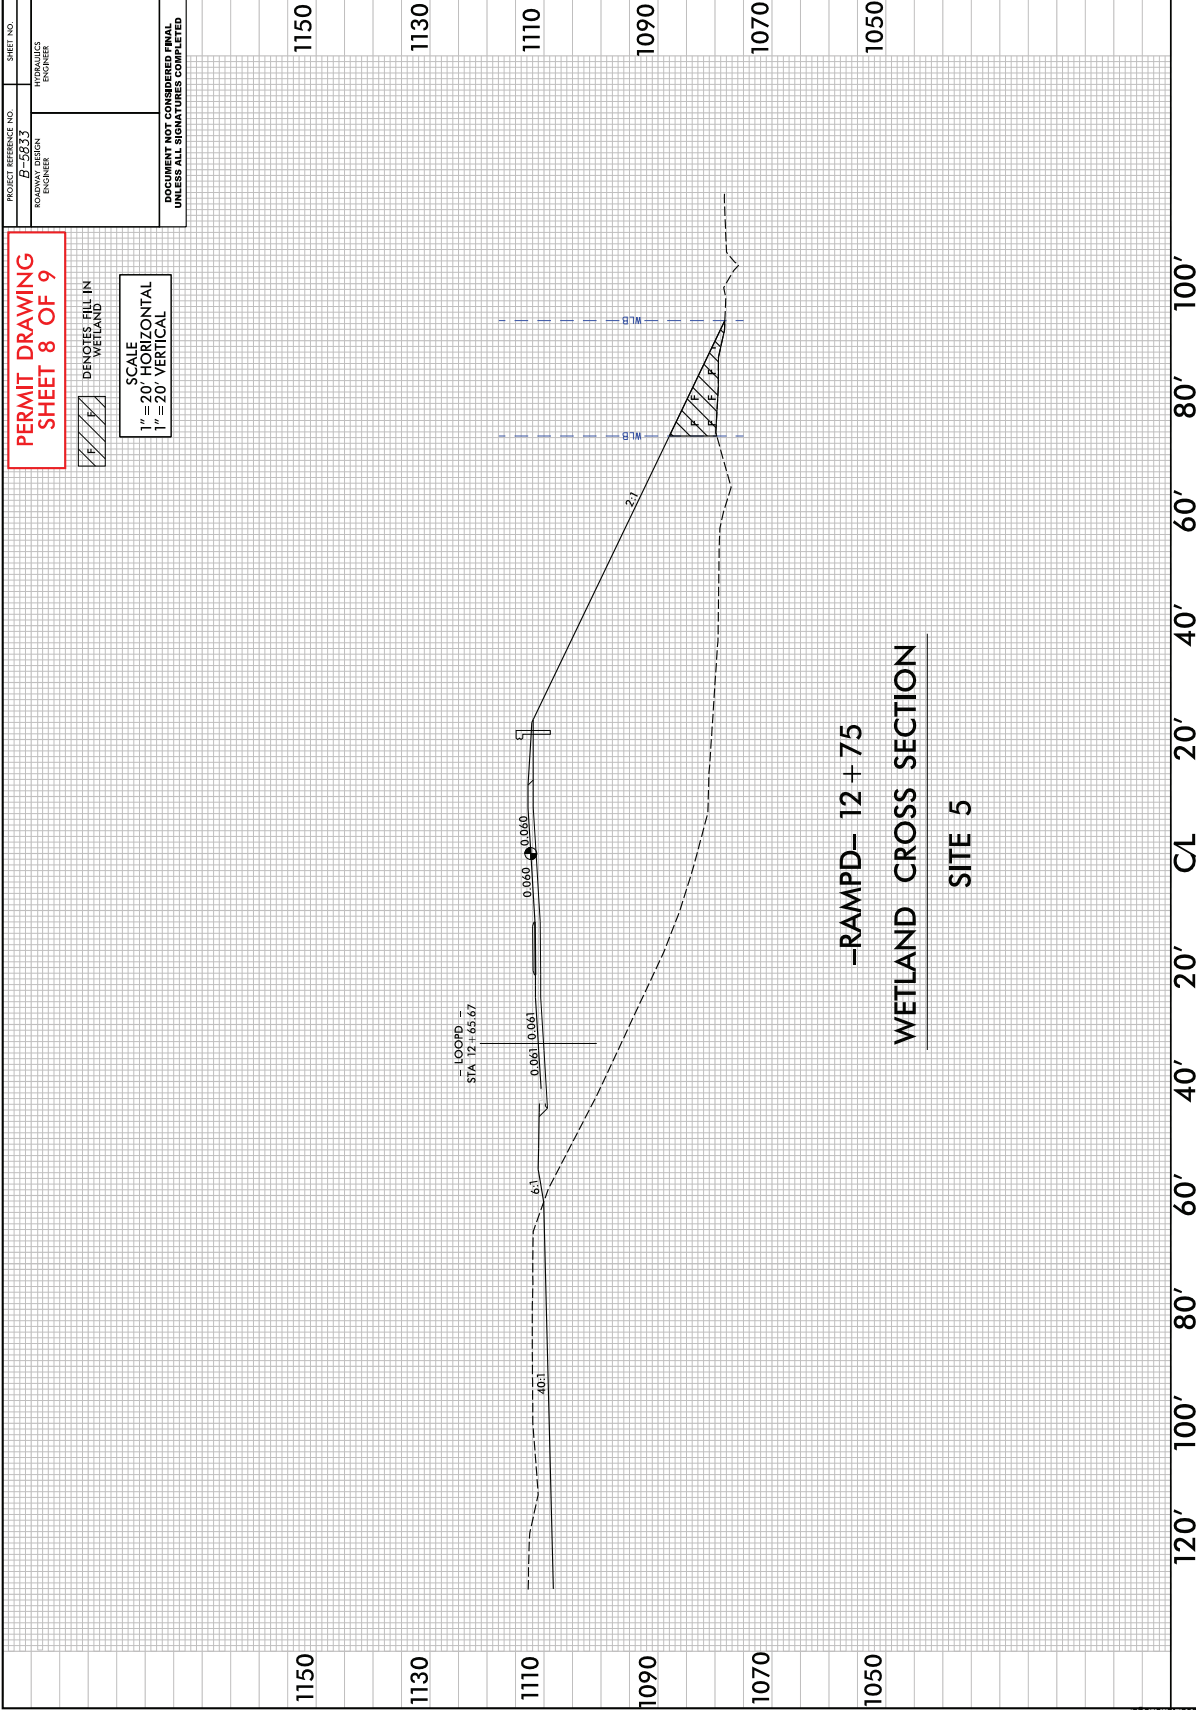 PROJECT REFERENCE NO.
SHEET NO.
B-5833
ROADWAY DESIGN
ENGINEER
HYDRAULICS
ENGINEER
DOCUMENT NOT CONSIDERED FINAL
UNLESS ALL SIGNATURES COMPLETED
PERMIT DRAWING
SHEET 8 OF 9
F F
DENOTES FILL IN
WETLAND
SCALE
1" = 20' HORIZONTAL
1" = 20' VERTICAL
1150 1150
1130 1130
1110 1110
1090 1090
1070 1070
1050 1050
- LOOPD -
STA 12+65.67
40:1
6:1
0.061 0.061
0.060 0.060
2:1
WLB WLB
F F F F F
-RAMPD- 12+75
WETLAND CROSS SECTION
SITE 5
120' 100' 80' 60' 40' 20' C/L 20' 40' 60' 80' 100'